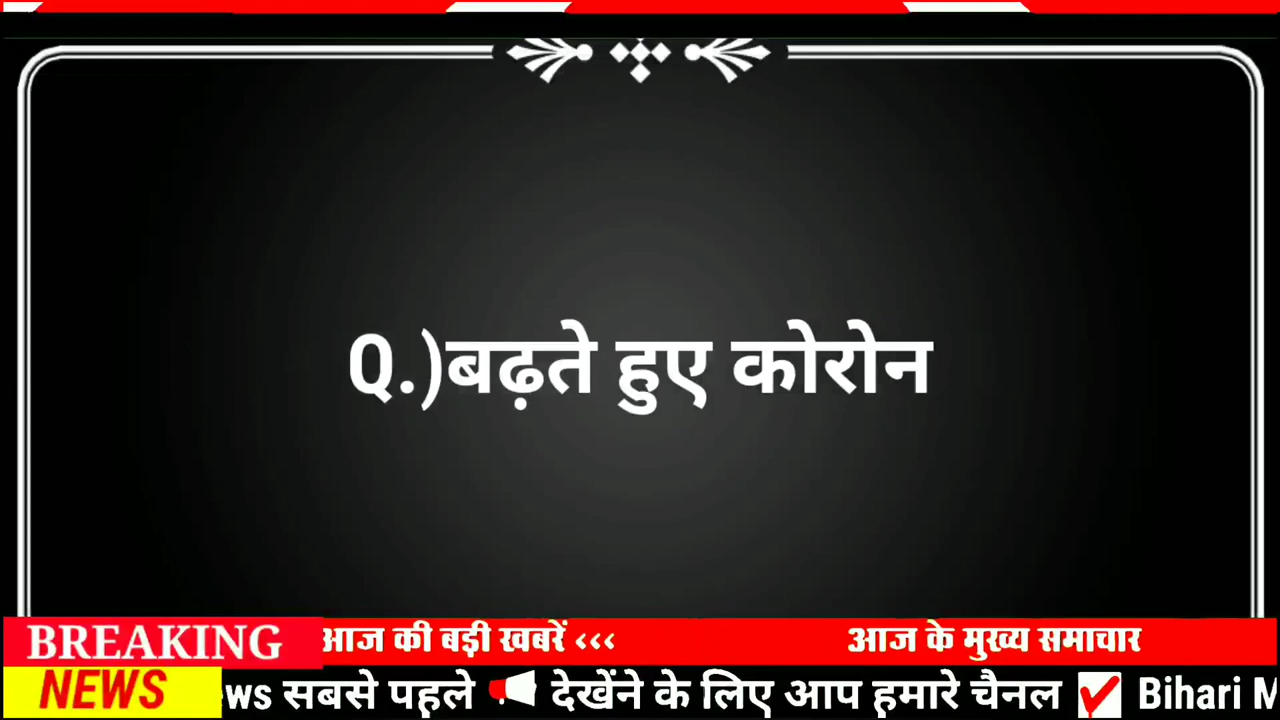 Q.)बढ़ते हुए कोरोन
BREAKING
NEWS
आज की बड़ी खबरें ‹‹‹ आज के मुख्य समाचार
ws सबसे पहले देखेंने के लिए आप हमारे चैनल Bihari M